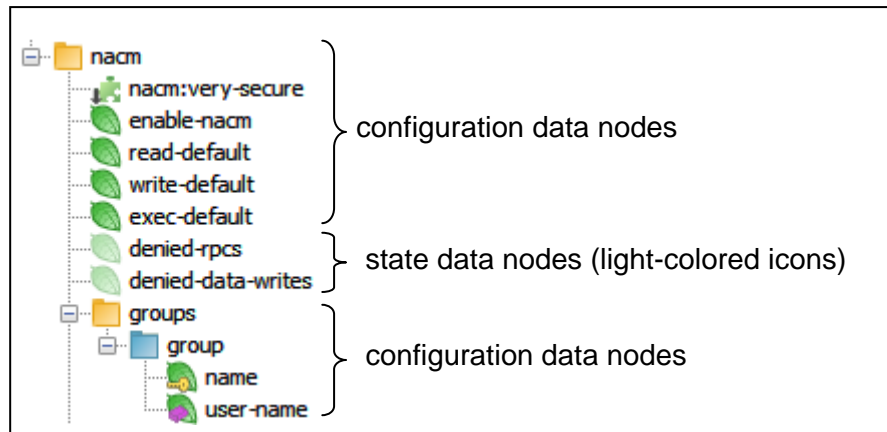 nacm
nacm:very-secure
enable-nacm
configuration data nodes
read-default
write-default
exec-default
denied-rpcs
state data nodes (light-colored icons)
denied-data-writes
groups
group
configuration data nodes
name
user-name